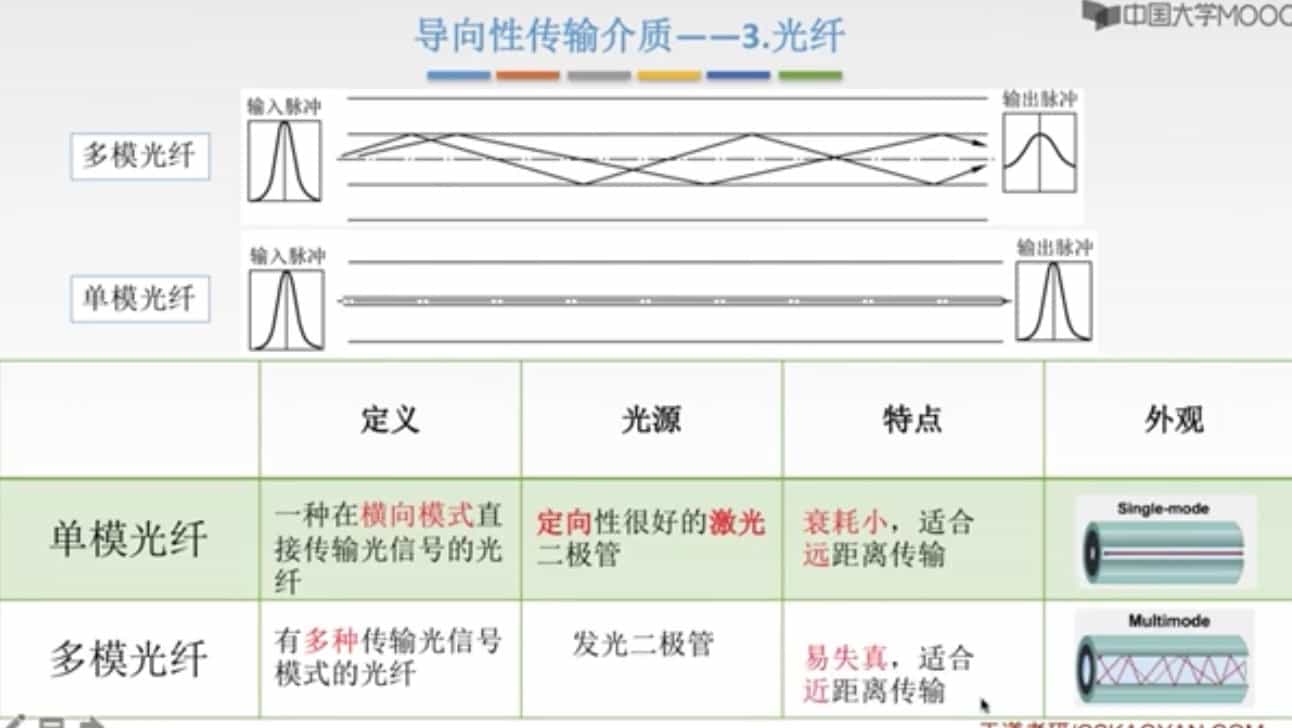 中国大学MOOC
导向性传输介质——3.光纤
输入脉冲
输出脉冲
多模光纤
输入脉冲
输出脉冲
单模光纤
定义
光源
特点
外观
单模光纤
一种在横向模式直
接传输光信号的光
纤
定向性很好的激光
二极管
衰耗小，适合
远距离传输
Single-mode
多模光纤
有多种传输光信号
模式的光纤
发光二极管
易失真，适合
近距离传输
Multimode